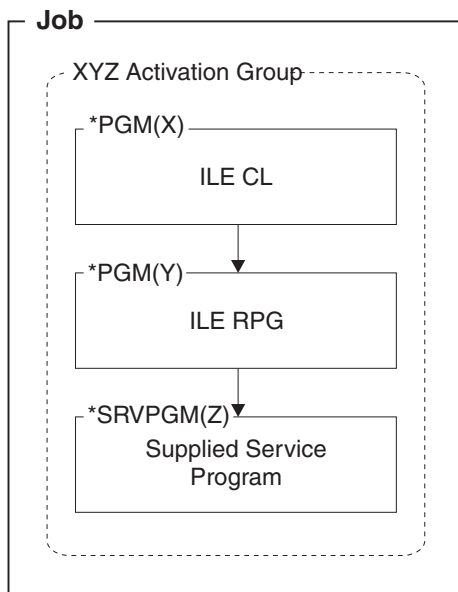 Job
XYZ Activation Group
*PGM(X)
ILE CL
*PGM(Y)
ILE RPG
*SRVPGM(Z)
Supplied Service
Program